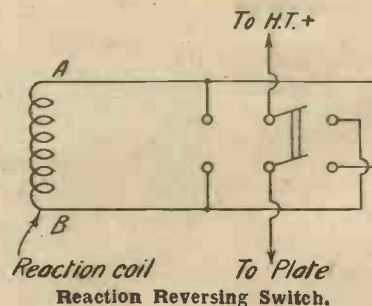 To H.T.+
A
B
Reaction coil
To Plate
Reaction Reversing Switch.